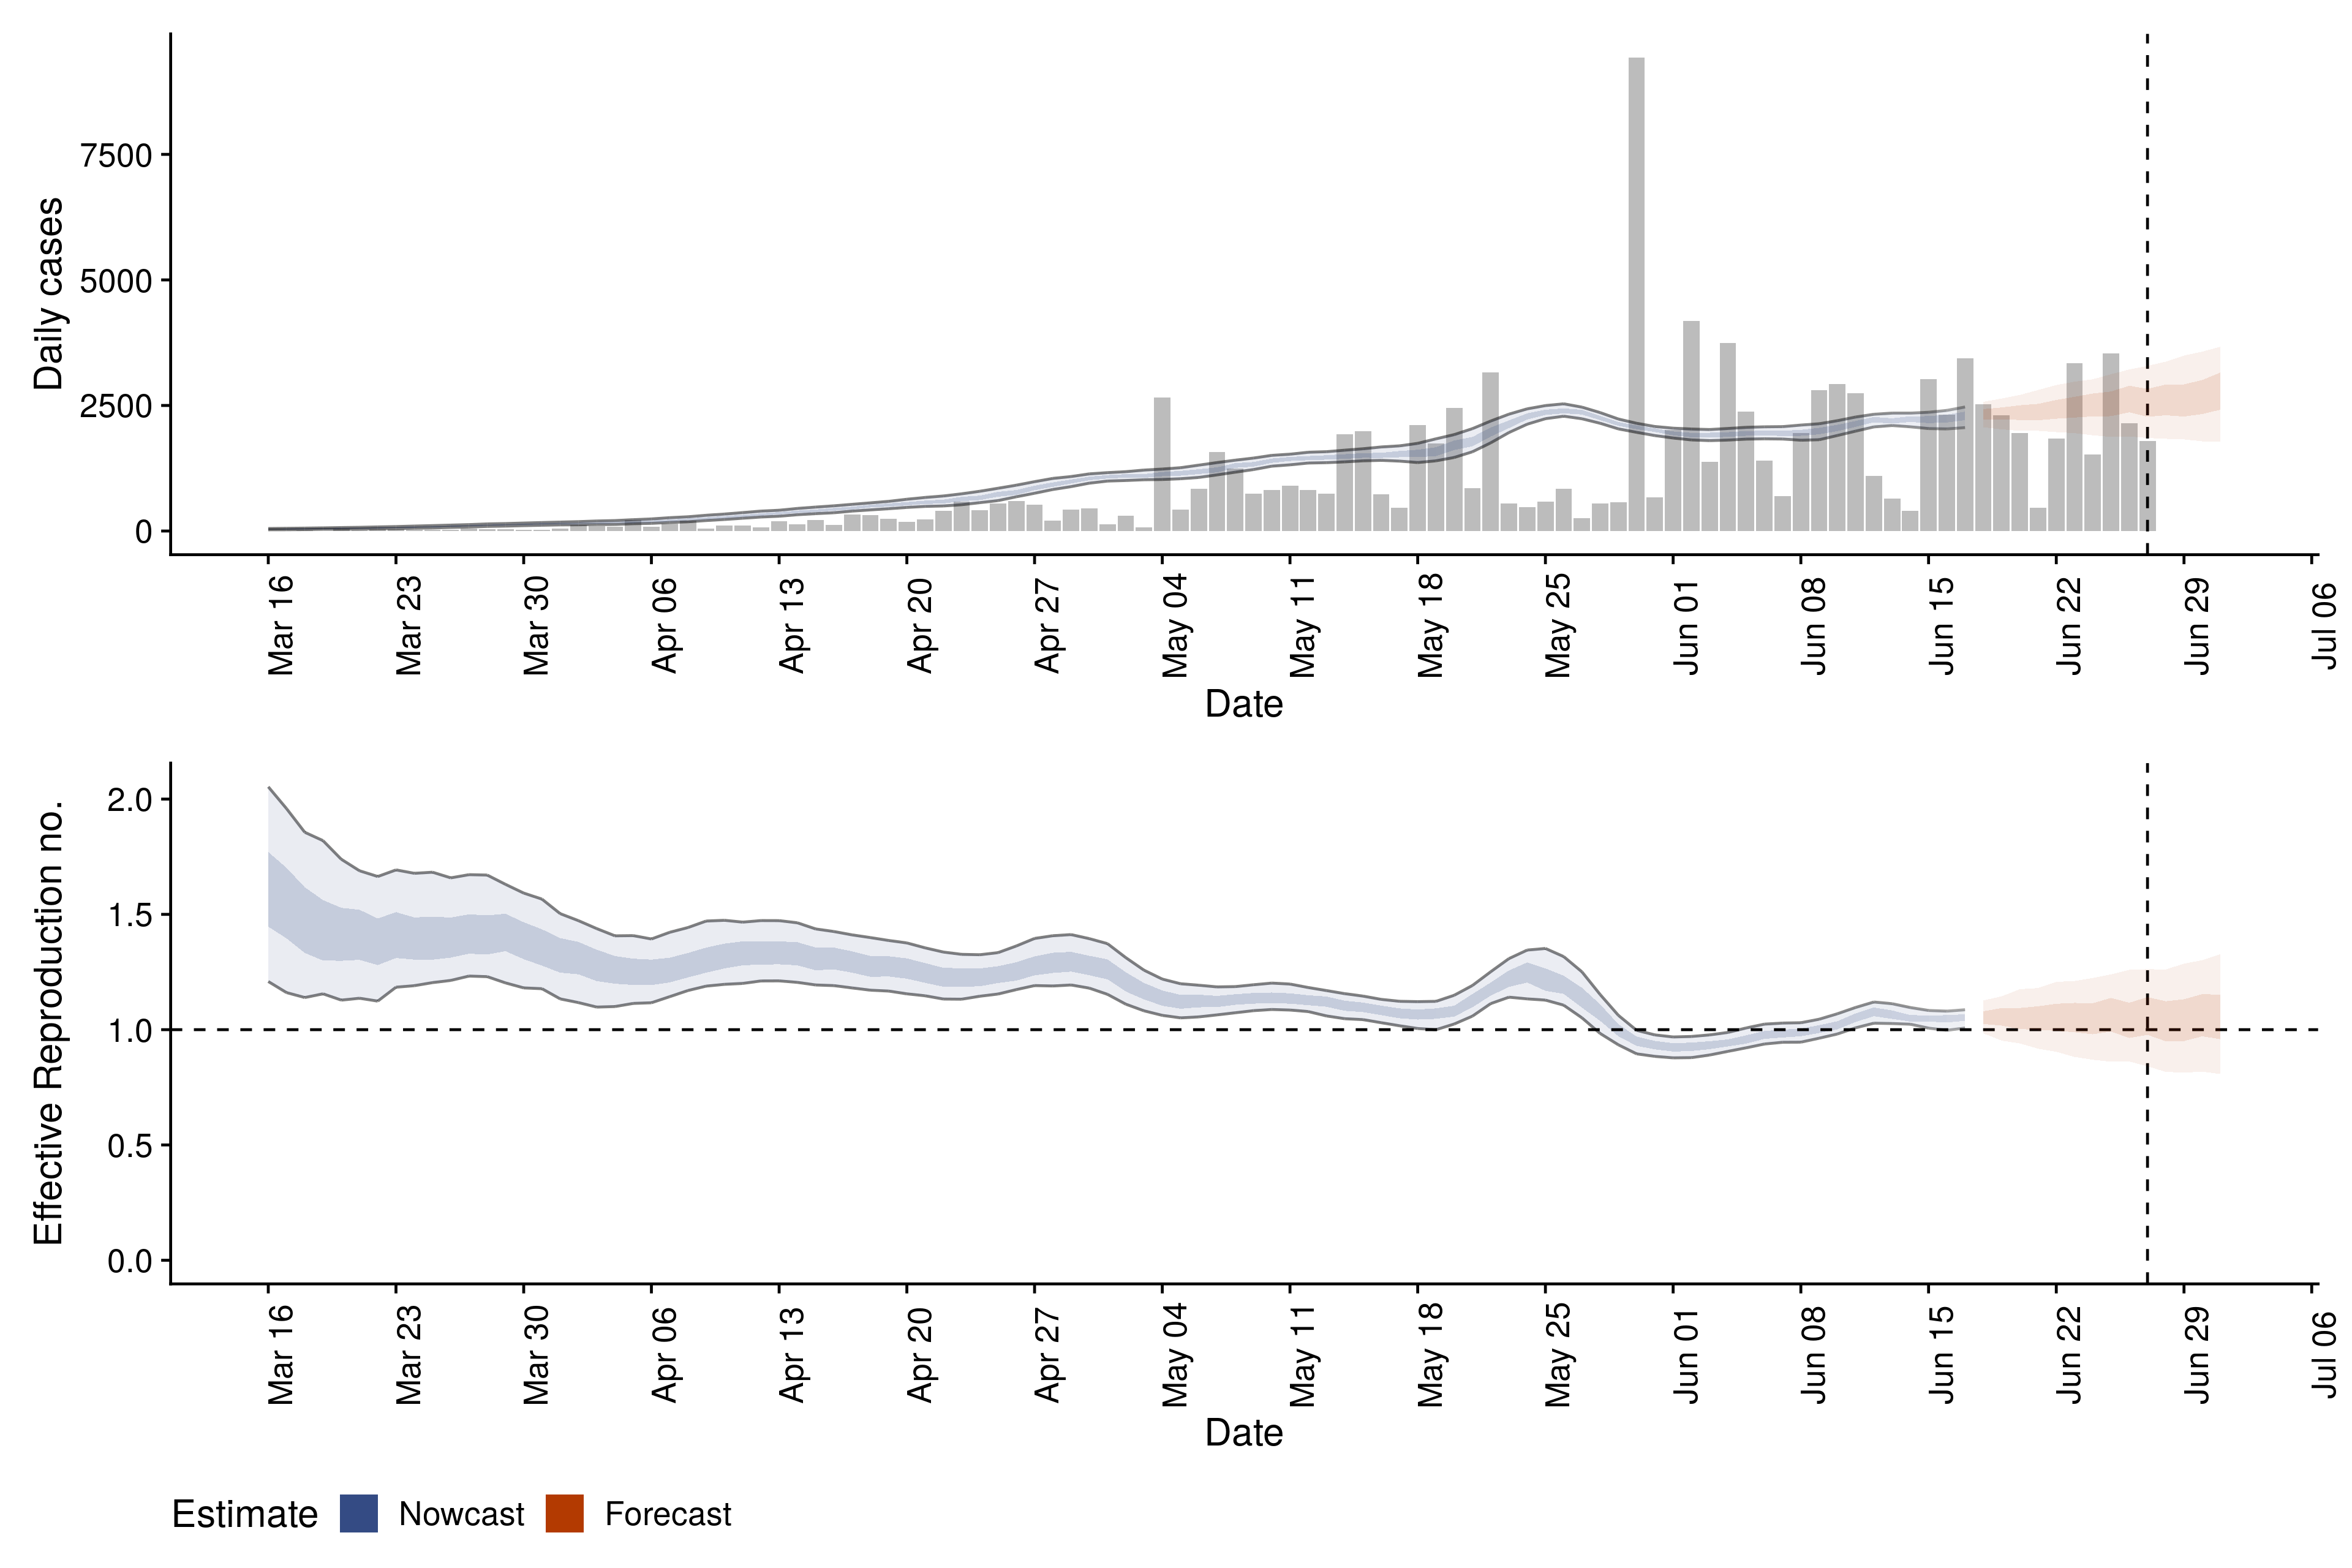 Daily cases
7500
5000
2500
0
Mar 16
Mar 23
Mar 30
Apr 06
Apr 13
Apr 20
Apr 27
May 04
May 11
May 18
May 25
Jun 01
Jun 08
Jun 15
Jun 22
Jun 29
Jul 06
Date
Effective Reproduction no.
2.0
1.5
1.0
0.5
0.0
Mar 16
Mar 23
Mar 30
Apr 06
Apr 13
Apr 20
Apr 27
May 04
May 11
May 18
May 25
Jun 01
Jun 08
Jun 15
Jun 22
Jun 29
Jul 06
Date
Estimate Nowcast Forecast